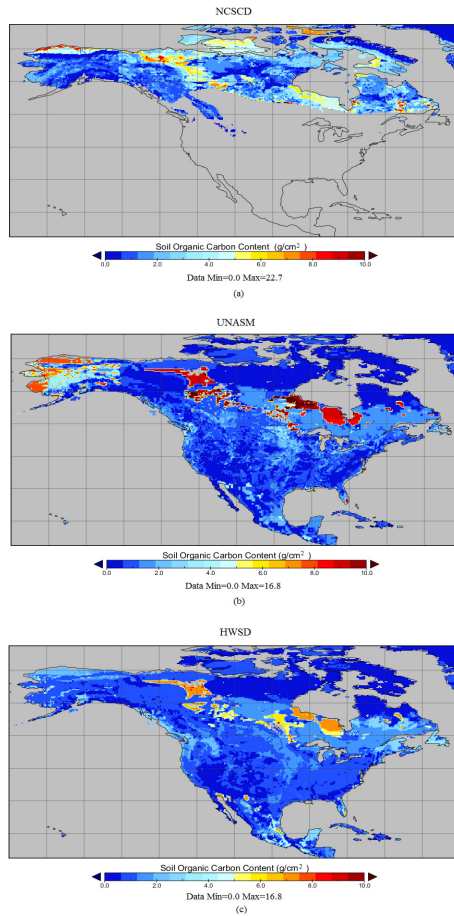 NCSCD
Soil Organic Carbon Content (g/cm²)
0.0 2.0 4.0 6.0 8.0 10.0
Data Min=0.0 Max=22.7
(a)
UNASM
Soil Organic Carbon Content (g/cm²)
0.0 2.0 4.0 6.0 8.0 10.0
Data Min=0.0 Max=16.8
(b)
HWSD
Soil Organic Carbon Content (g/cm²)
0.0 2.0 4.0 6.0 8.0 10.0
Data Min=0.0 Max=16.8
(c)